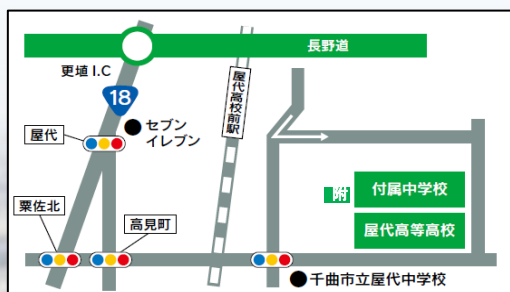 長野道
更埴 I.C
18
屋代高校前駅
セブン
イレブン
屋代
附
付属中学校
屋代高等高校
粟佐北
高見町
千曲市立屋代中学校